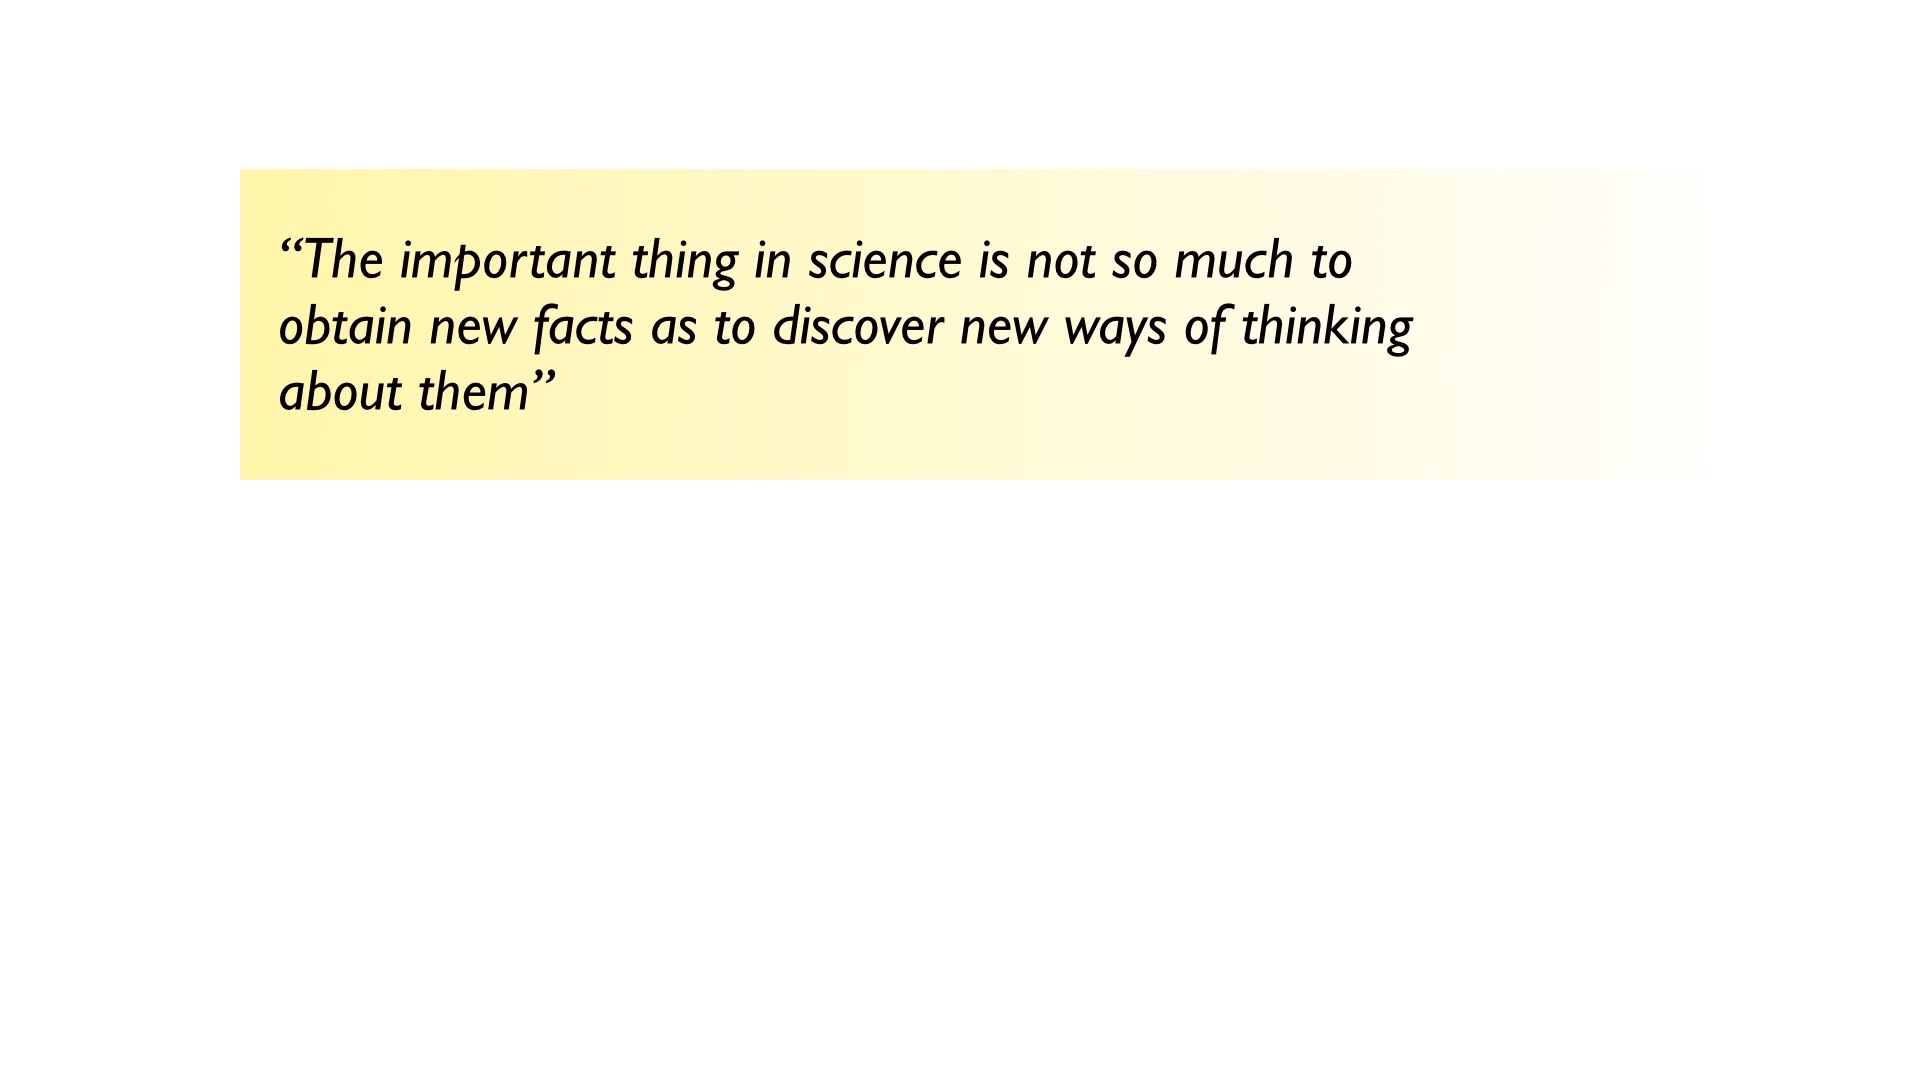 “The important thing in science is not so much to
obtain new facts as to discover new ways of thinking
about them”